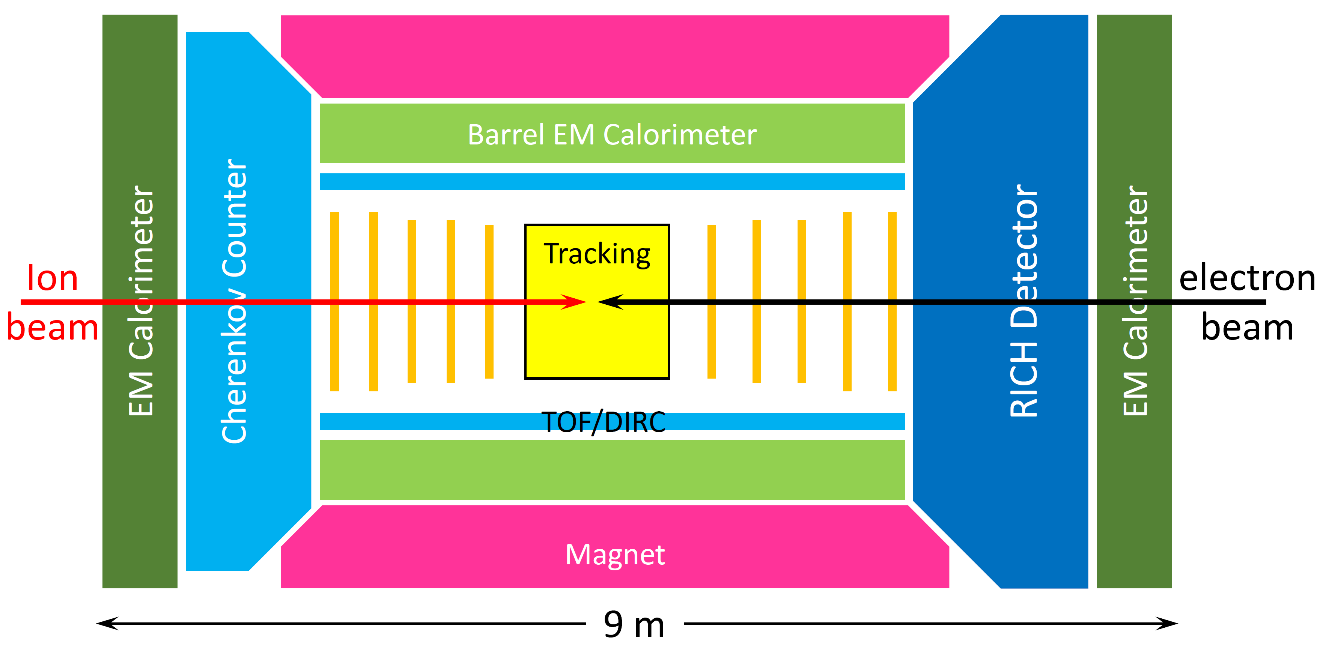 Barrel EM Calorimeter
EM Calorimeter
Cherenkov Counter
Tracking
RICH Detector
EM Calorimeter
Ion
beam
electron
beam
TOF/DIRC
Magnet
9 m